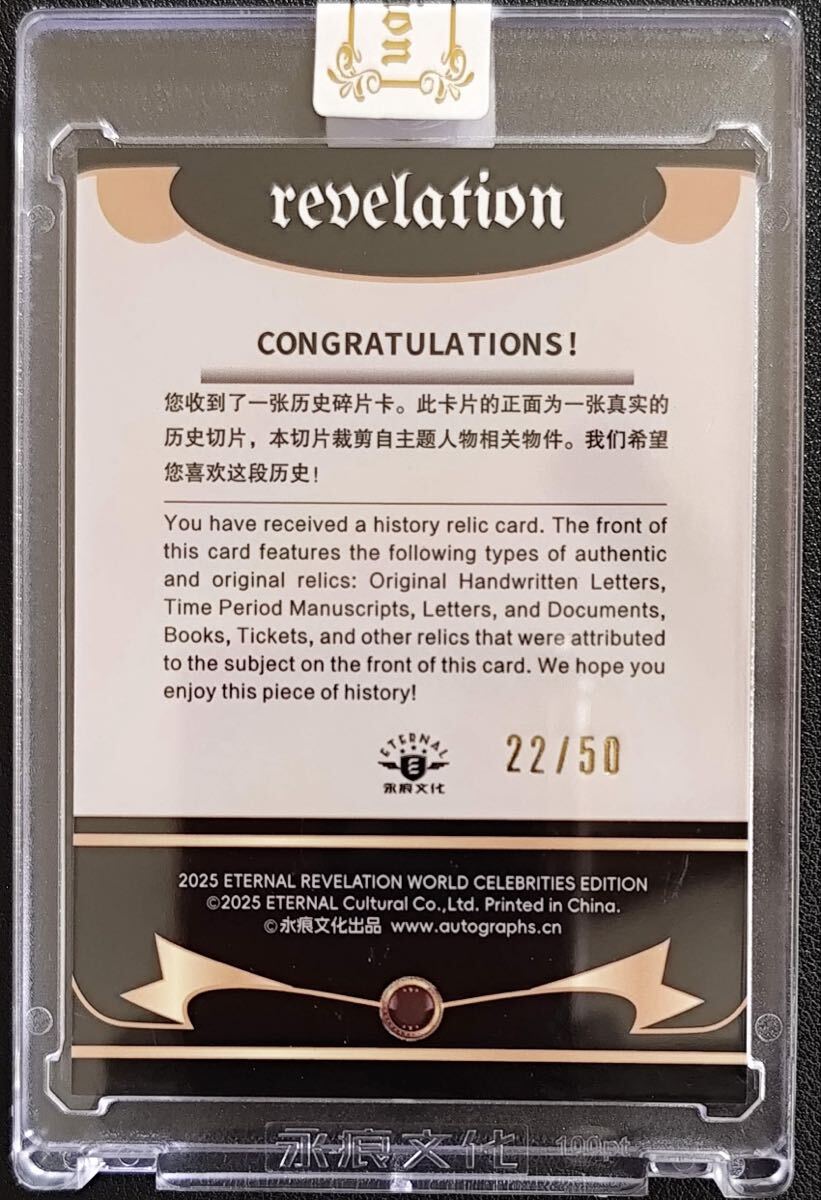 ion
revelation
CONGRATULATIONS!
您收到了一张历史碎片卡。此卡片的正面为一张真实的
历史切片，本切片裁剪自主题人物相关物件。我们希望
您喜欢这段历史！
You have received a history relic card. The front of
this card features the following types of authentic
and original relics: Original Handwritten Letters,
Time Period Manuscripts, Letters, and Documents,
Books, Tickets, and other relics that were attributed
to the subject on the front of this card. We hope you
enjoy this piece of history!
ETERNAL
永痕文化
22/50
2025 ETERNAL REVELATION WORLD CELEBRITIES EDITION
©2025 ETERNAL Cultural Co.,Ltd. Printed in China.
©永痕文化出品 www.autographs.cn
永痕文化 100pt